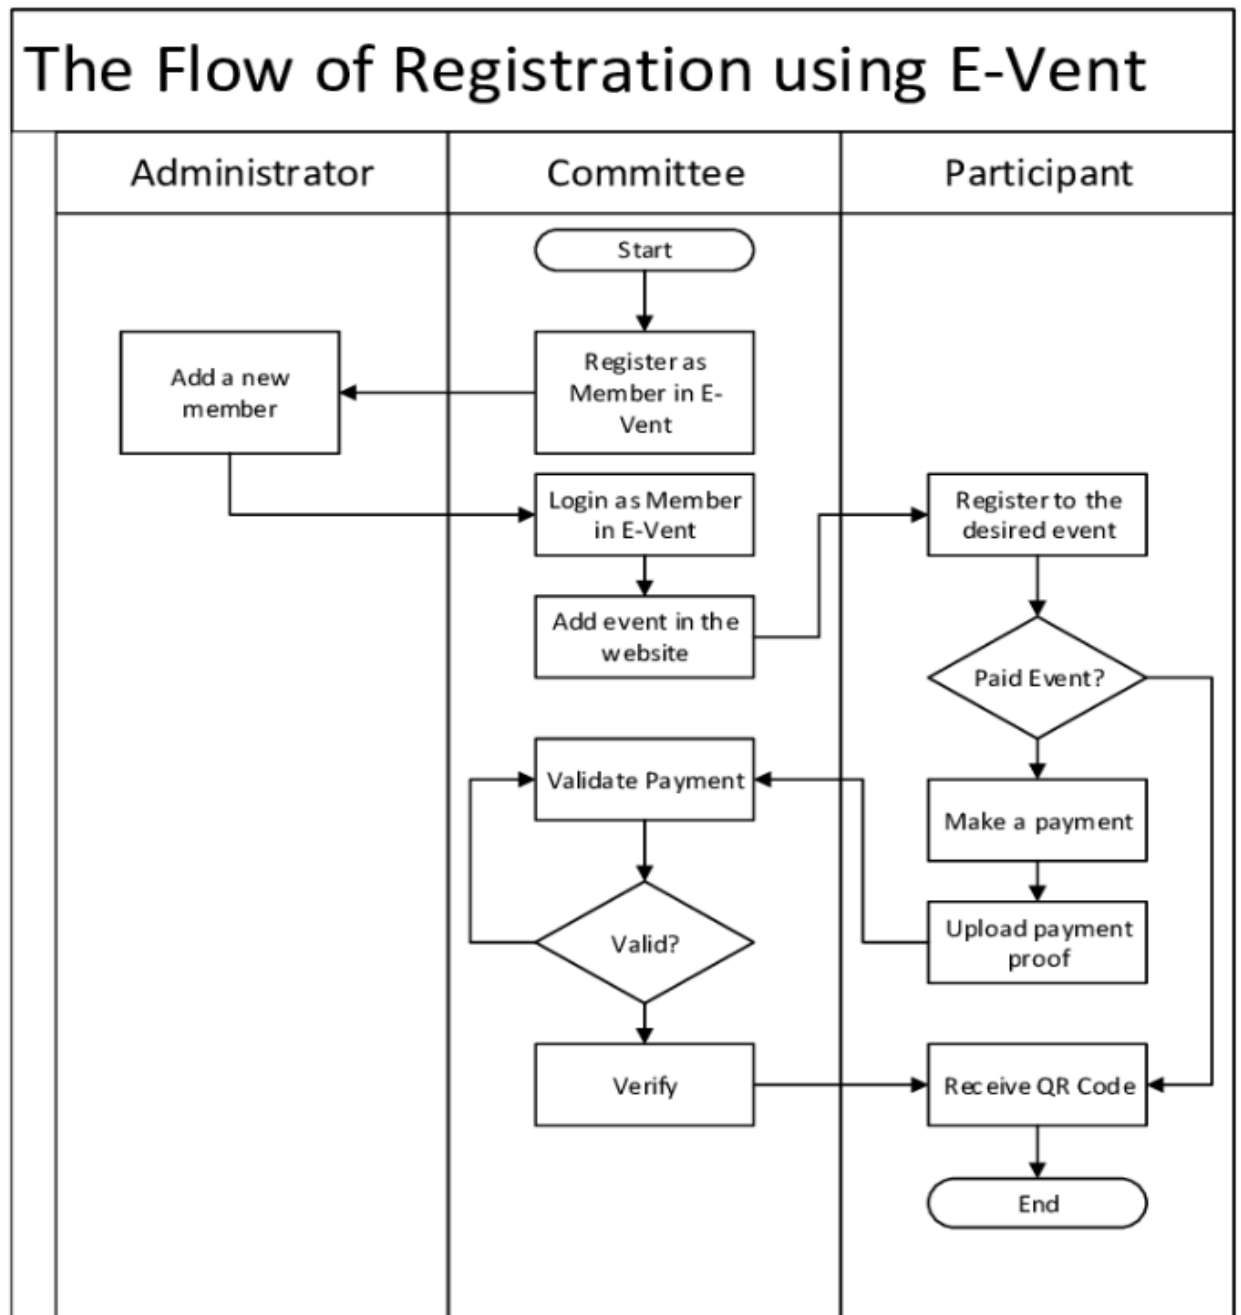 The Flow of Registration using E-Vent
Administrator
Committee
Participant
Start
Add a new
member
Register as
Member in E-
Vent
Login as Member
in E-Vent
Register to the
desired event
Add event in the
website
Paid Event?
Validate Payment
Make a payment
Valid?
Upload payment
proof
Verify
Receive QR Code
End